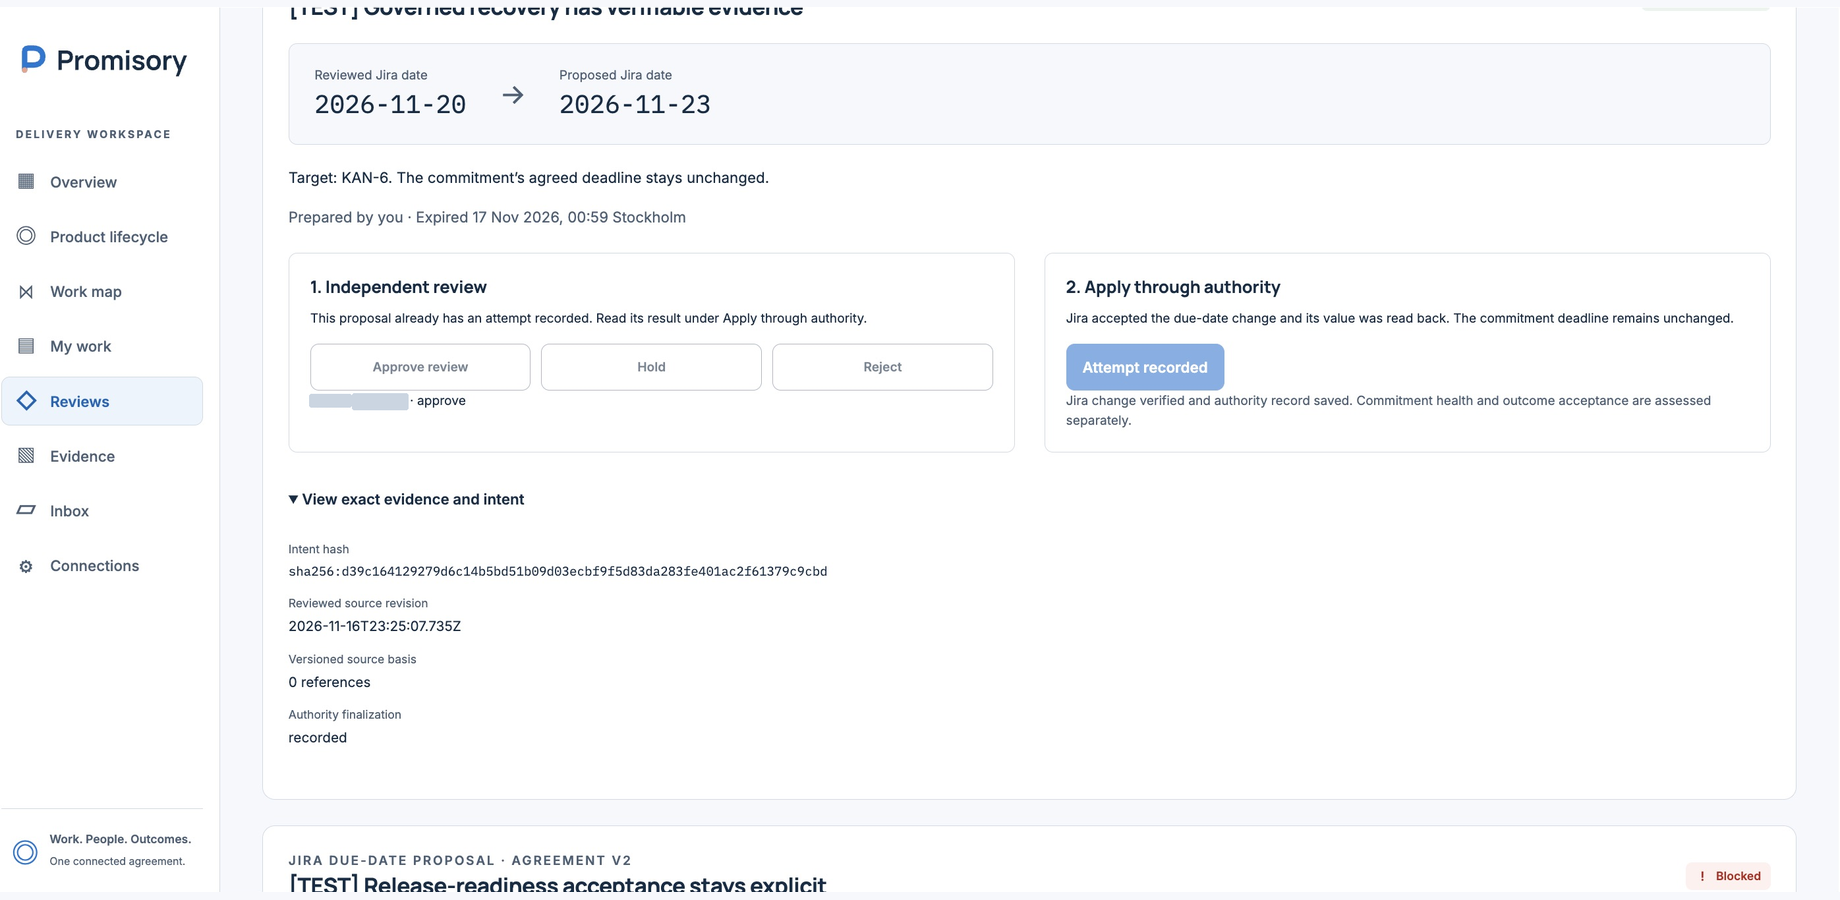 Promisory
DELIVERY WORKSPACE
Overview
Product lifecycle
Work map
My work
Reviews
Evidence
Inbox
Connections
Work. People. Outcomes.
One connected agreement.
[TEST] Governed recovery has verifiable evidence
Reviewed Jira date
2026-11-20
→
Proposed Jira date
2026-11-23
Target: KAN-6. The commitment's agreed deadline stays unchanged.
Prepared by you · Expired 17 Nov 2026, 00:59 Stockholm
1. Independent review
This proposal already has an attempt recorded. Read its result under Apply through authority.
Approve review
Hold
Reject
· approve
2. Apply through authority
Jira accepted the due-date change and its value was read back. The commitment deadline remains unchanged.
Attempt recorded
Jira change verified and authority record saved. Commitment health and outcome acceptance are assessed
separately.
▼ View exact evidence and intent
Intent hash
sha256:d39c164129279d6c14b5bd51b09d03ecbf9f5d83da283fe401ac2f61379c9cbd
Reviewed source revision
2026-11-16T23:25:07.735Z
Versioned source basis
0 references
Authority finalization
recorded
JIRA DUE-DATE PROPOSAL · AGREEMENT V2
[TEST] Release-readiness acceptance stays explicit
! Blocked